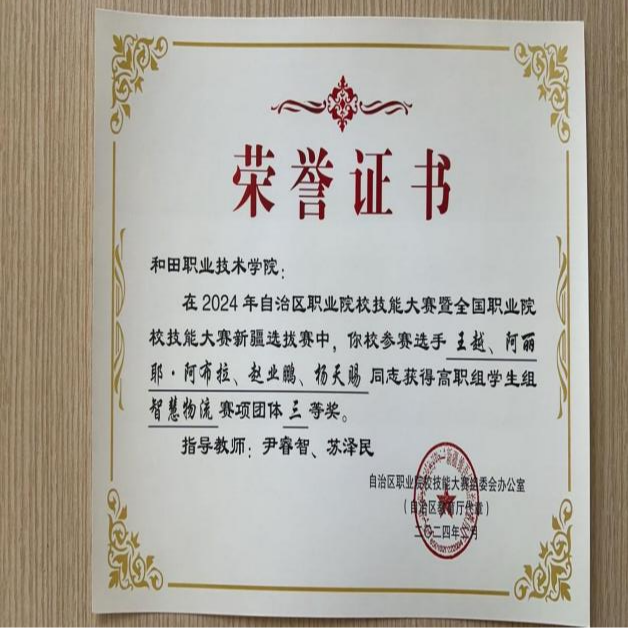 荣誉证书
和田职业技术学院：
在2024年自治区职业院校技能大赛暨全国职业院
校技能大赛新疆选拔赛中，你校参赛选手王越、阿丽
耶·阿布拉、赵业鹏、杨天赐同志获得高职组学生组
智慧物流赛项团体三等奖。
指导教师：尹睿智、苏泽民
自治区职业院校技能大赛组委会办公室
（自治区教育厅代章）
二〇二四年 月